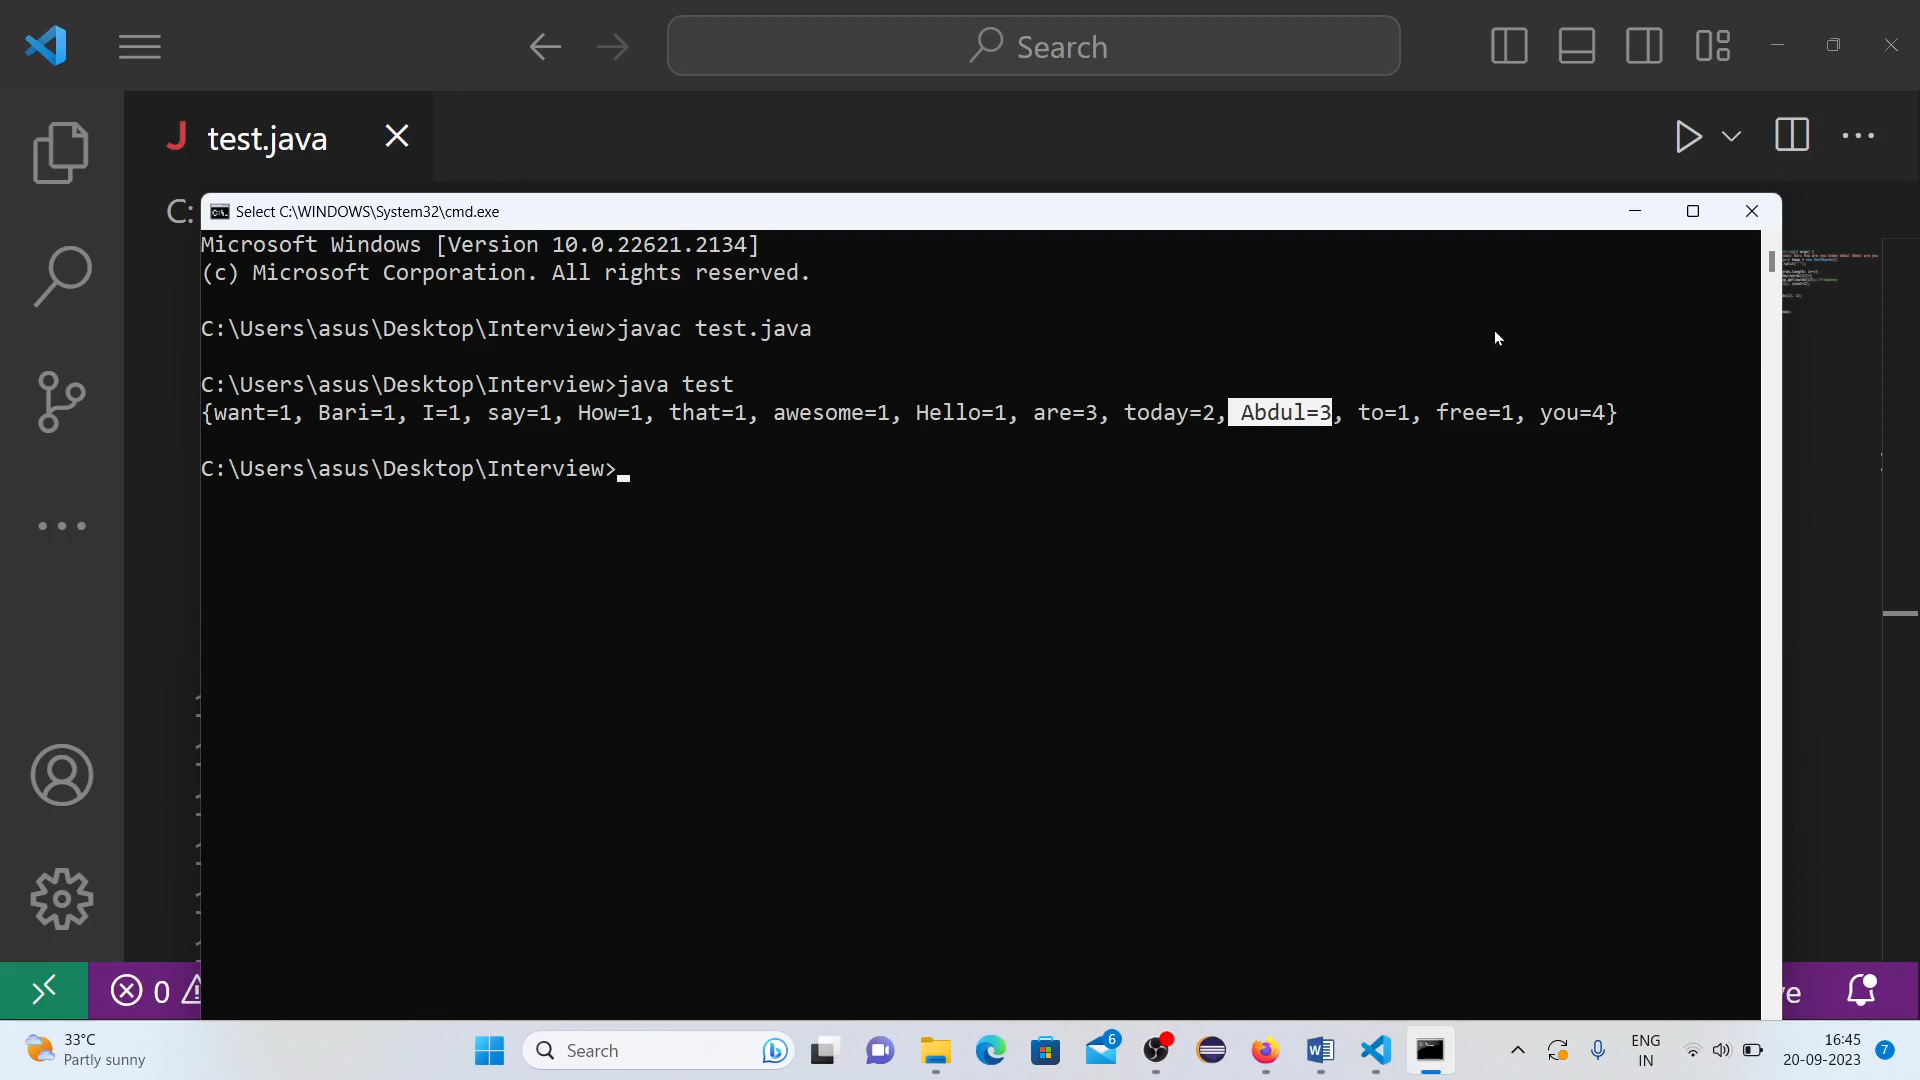 Search
J test.java
C:
Select C:\WINDOWS\System32\cmd.exe
Microsoft Windows [Version 10.0.22621.2134]
(c) Microsoft Corporation. All rights reserved.
C:\Users\asus\Desktop\Interview>javac test.java
C:\Users\asus\Desktop\Interview>java test
{want=1, Bari=1, I=1, say=1, How=1, that=1, awesome=1, Hello=1, are=3, today=2, Abdul=3, to=1, free=1, you=4}
C:\Users\asus\Desktop\Interview>
0
33°C
Partly sunny
Search
6
ENG
IN
16:45
20-09-2023
7